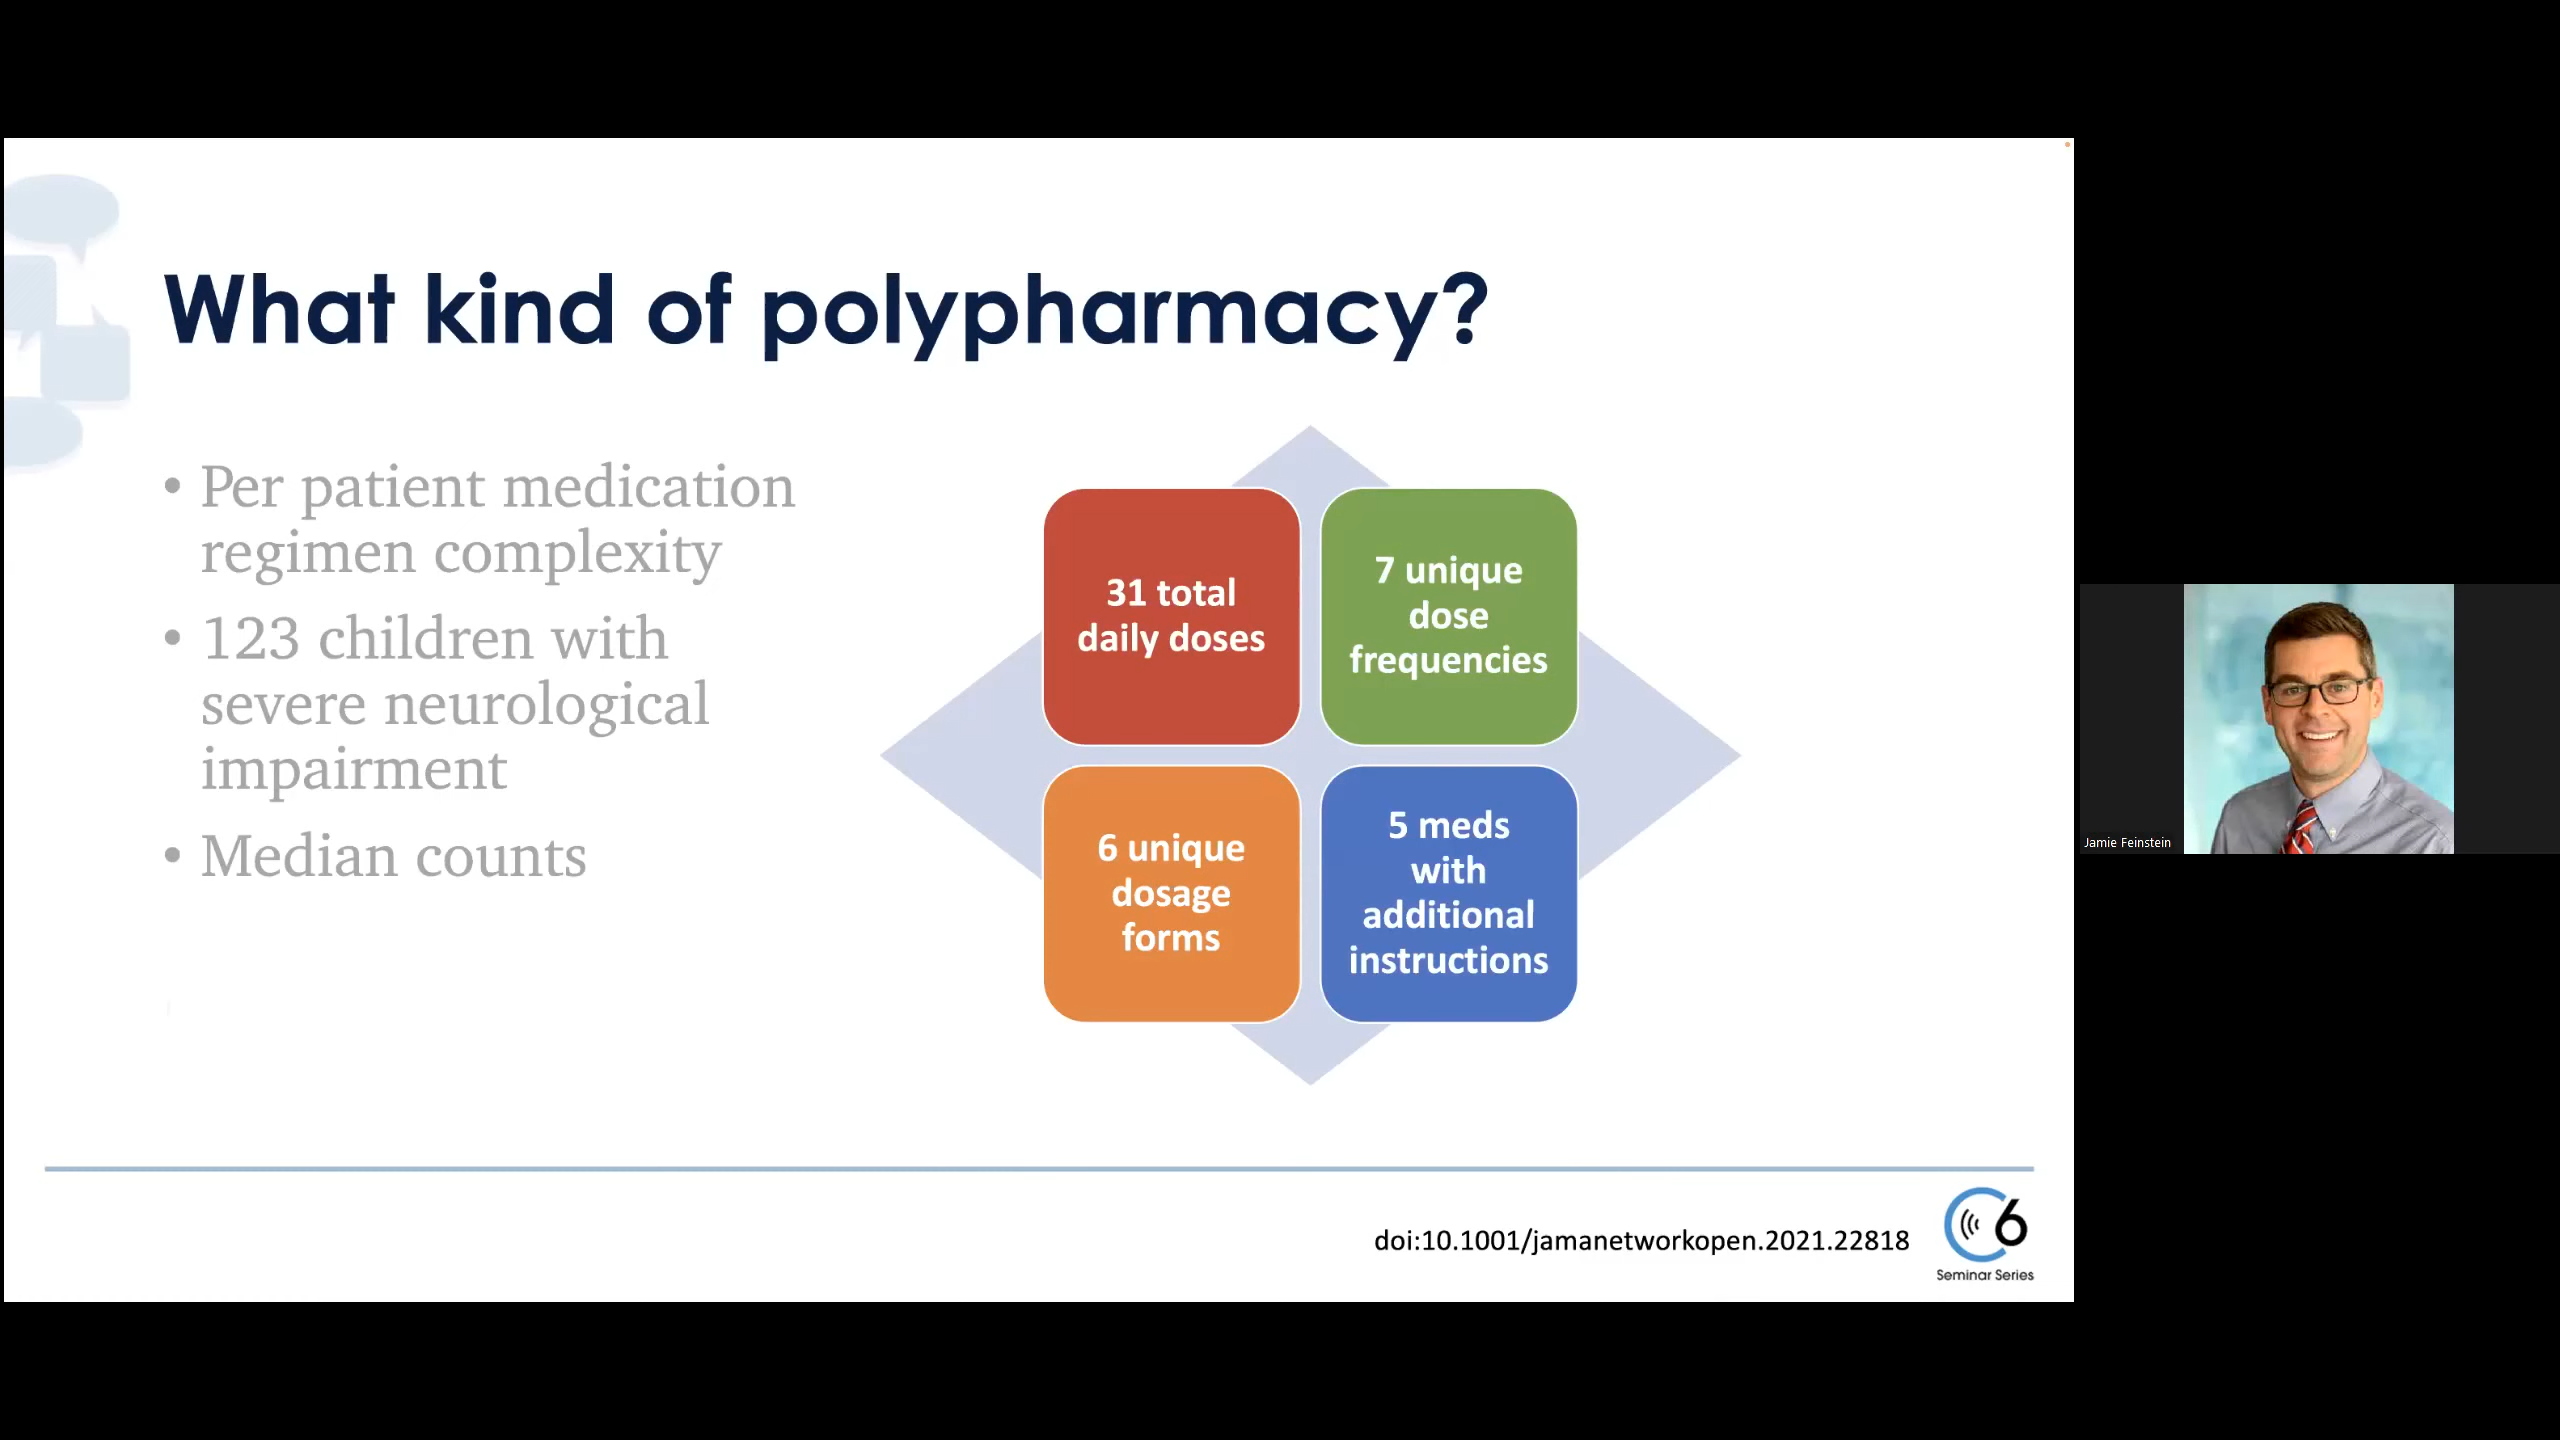 What kind of polypharmacy?
• Per patient medication
regimen complexity
• 123 children with
severe neurological
impairment
• Median counts
31 total
daily doses
7 unique
dose
frequencies
6 unique
dosage
forms
5 meds
with
additional
instructions
doi:10.1001/jamanetworkopen.2021.22818
C6
Seminar Series
Jamie Feinstein